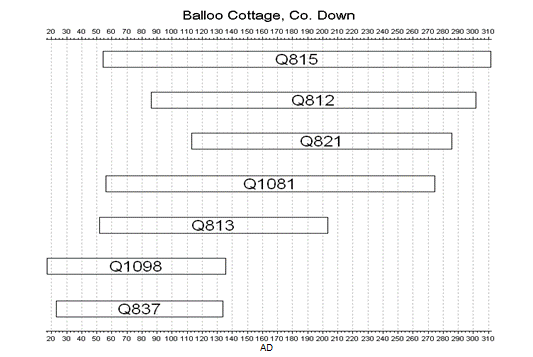 Balloo Cottage, Co. Down
20 30 40 50 60 70 80 90 100 110 120 130 140 150 160 170 180 190 200 210 220 230 240 250 260 270 280 290 300 310
Q815
Q812
Q821
Q1081
Q813
Q1098
Q837
20 30 40 50 60 70 80 90 100 110 120 130 140 150 160 170 180 190 200 210 220 230 240 250 260 270 280 290 300 310
AD